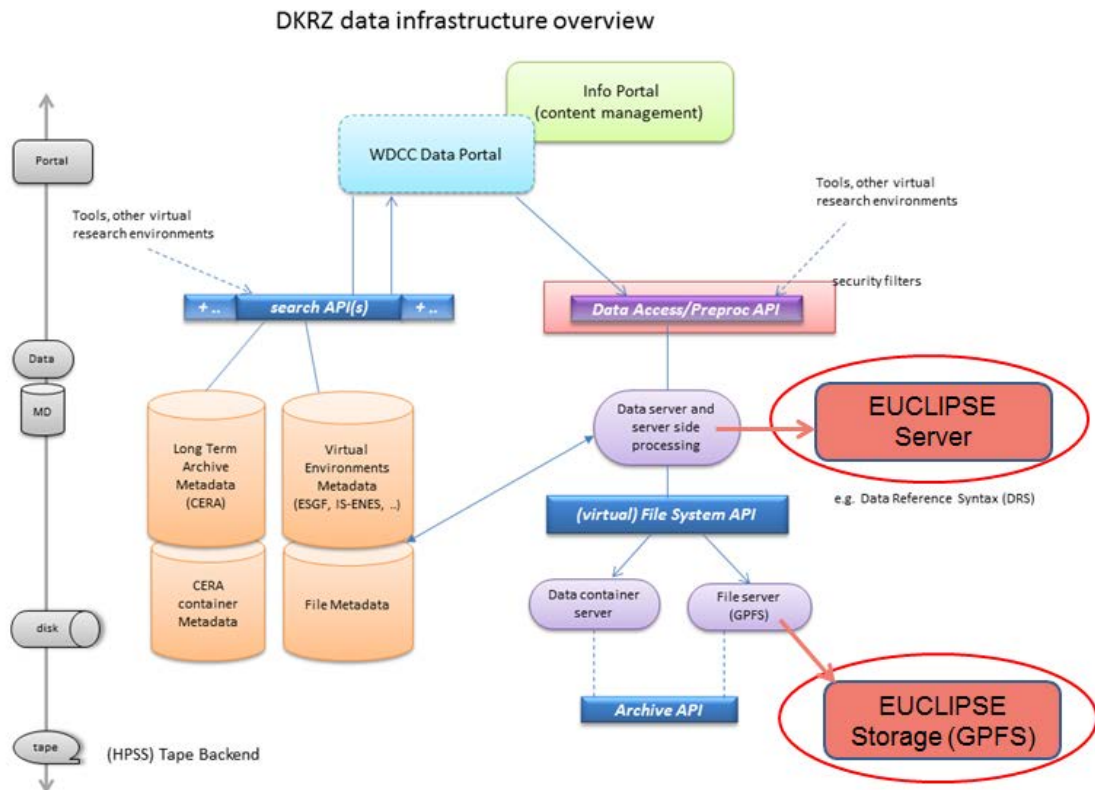 DKRZ data infrastructure overview
Info Portal
(content management)
Portal
WDCC Data Portal
Tools, other virtual
research environments
Tools, other virtual
research environments
security filters
+ ..
search API(s)
+ ..
Data Access/Preproc API
Data
MD
Data server and
server side
processing
EUCLIPSE
Server
Long Term
Archive
Metadata
(CERA)
Virtual
Environments
Metadata
(ESGF, IS-ENES, ..)
e.g. Data Reference Syntax (DRS)
(virtual) File System API
CERA
container
Metadata
File Metadata
Data container
server
File server
(GPFS)
disk
Archive API
EUCLIPSE
Storage (GPFS)
tape
(HPSS) Tape Backend